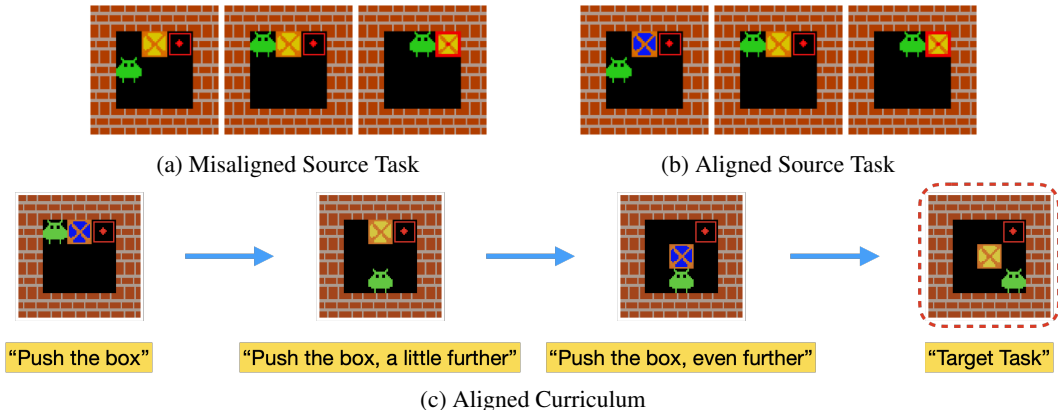 (a) Misaligned Source Task
(b) Aligned Source Task
“Push the box”
“Push the box, a little further”
“Push the box, even further”
“Target Task”
(c) Aligned Curriculum